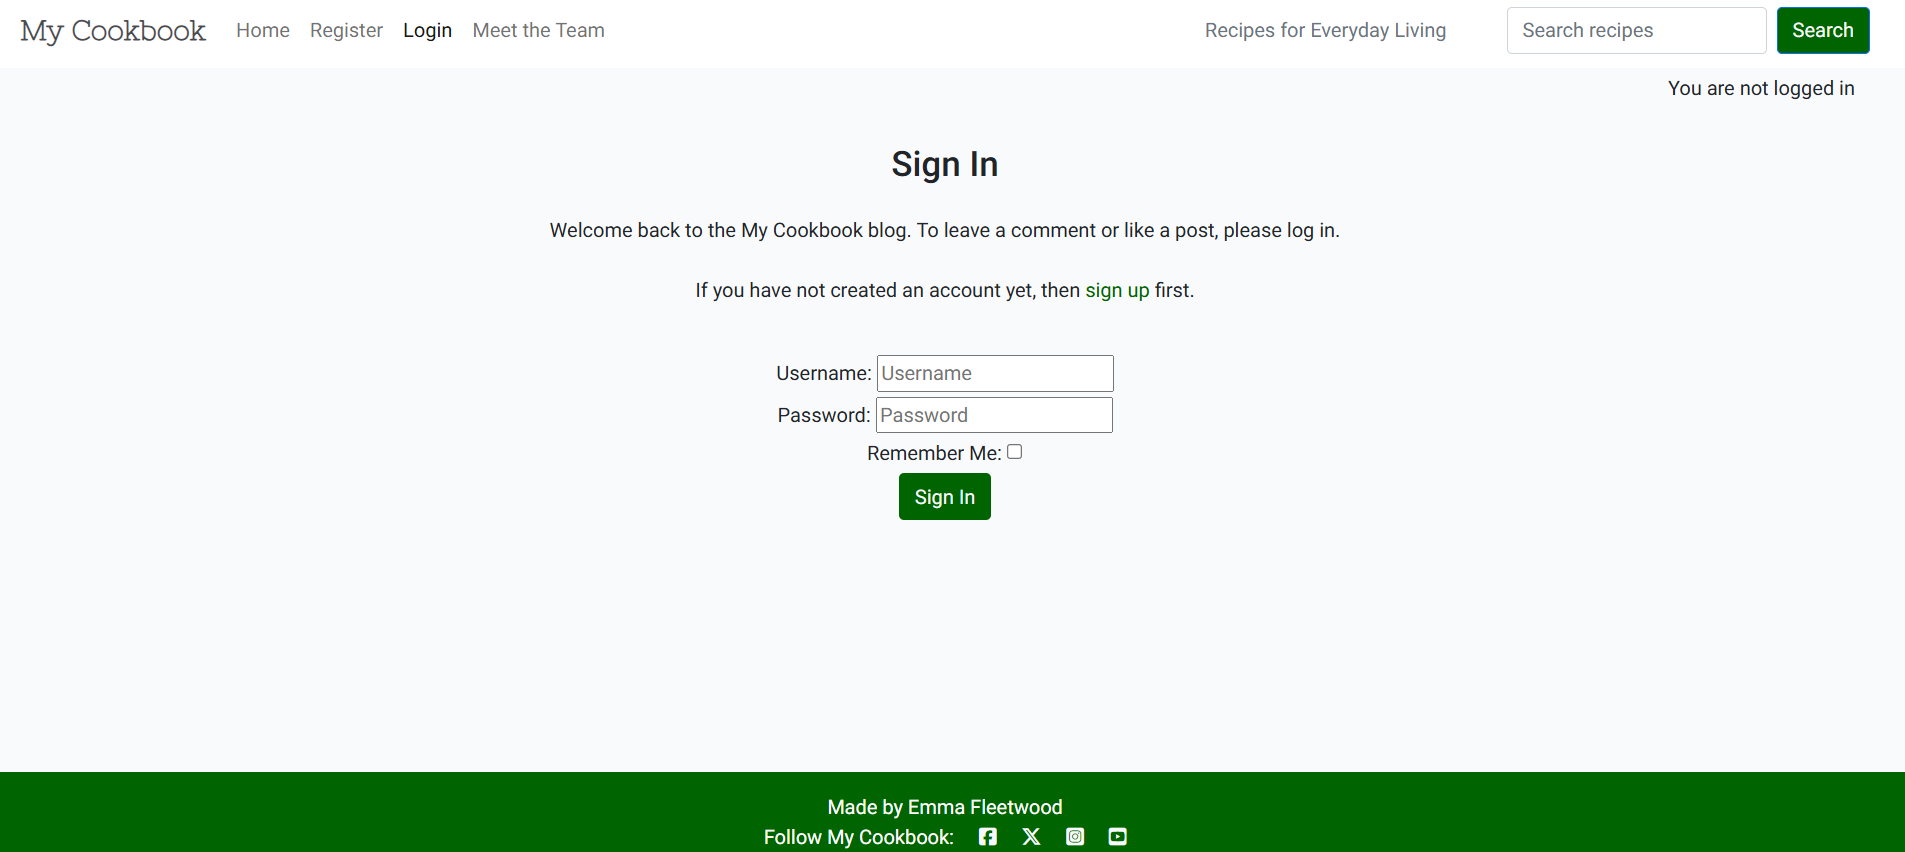 My Cookbook Home Register Login Meet the Team Recipes for Everyday Living Search recipes Search
You are not logged in
Sign In
Welcome back to the My Cookbook blog. To leave a comment or like a post, please log in.
If you have not created an account yet, then sign up first.
Username: Username
Password: Password
Remember Me:
Sign In
Made by Emma Fleetwood
Follow My Cookbook: